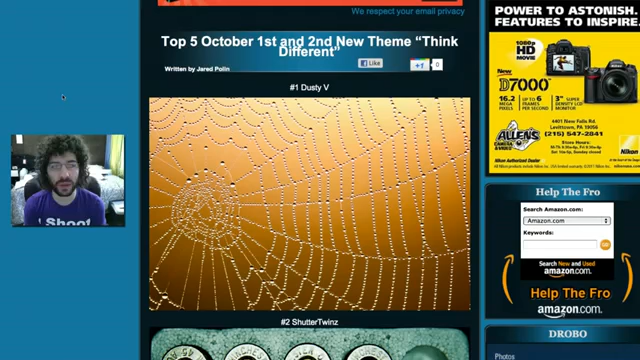 We respect your email privacy
Top 5 October 1st and 2nd New Theme “Think
Different”
Written by Jared Polin
Like
+1
0
#1 Dusty V
I Shoot
#2 ShutterTwinz
POWER TO ASTONISH.
FEATURES TO INSPIRE.
1080p
HD
MOVIE
New
D7000
16.2
MEGA
PIXELS
UP TO 6
FRAMES
PER SECOND
3" SUPER
DENSITY LCD
MONITOR
ALLEN'S
CAMERA
4401 New Falls Rd.
Levittown, PA 19056
(215) 547-2841
Store Hours:
Nikon
Help The Fro
Search Amazon.com:
Amazon.com
Keywords:
GO
Search New and Used
amazon.com.
Help The Fro
amazon.com.
DROBO
Photos